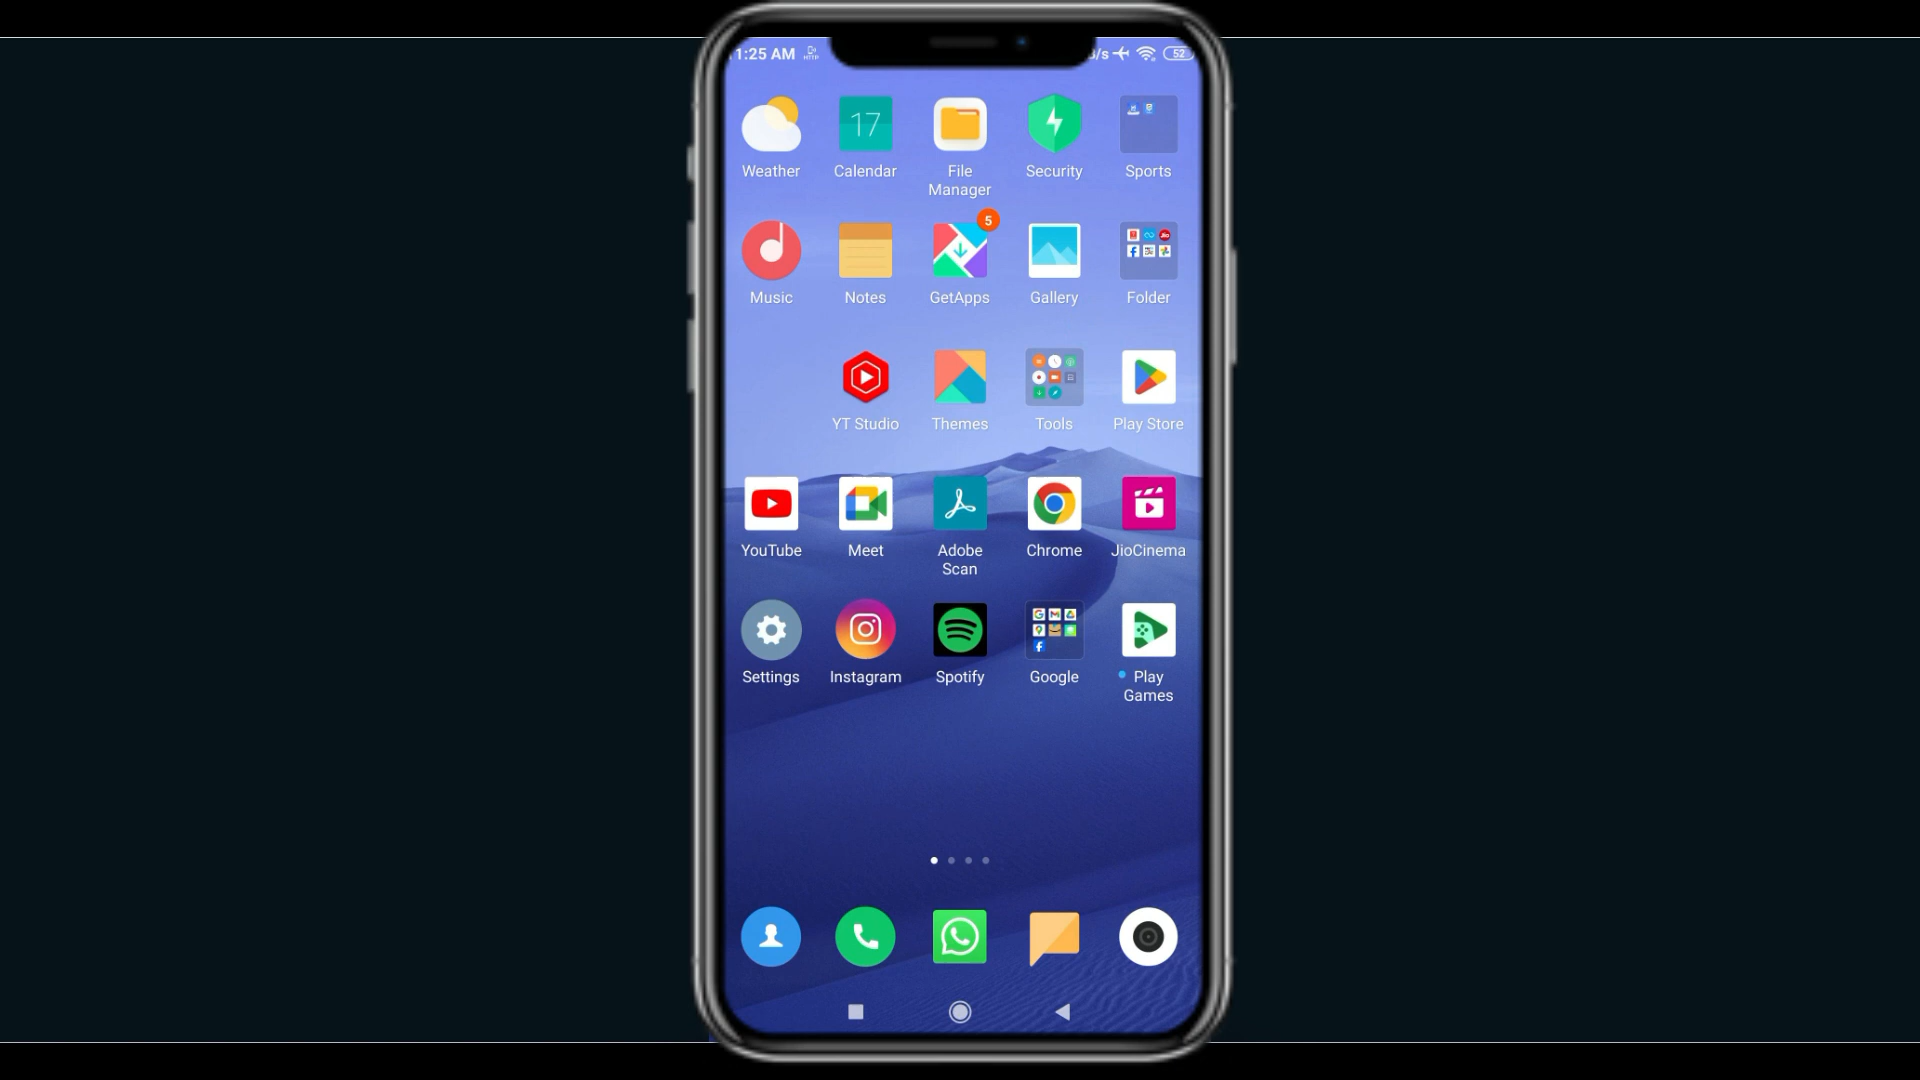 1:25 AM
/s
52
17
Weather
Calendar
File
Manager
Security
Sports
5
Music
Notes
GetApps
Gallery
Folder
YT Studio
Themes
Tools
Play Store
YouTube
Meet
Adobe
Scan
Chrome
JioCinema
Settings
Instagram
Spotify
Google
Play
Games